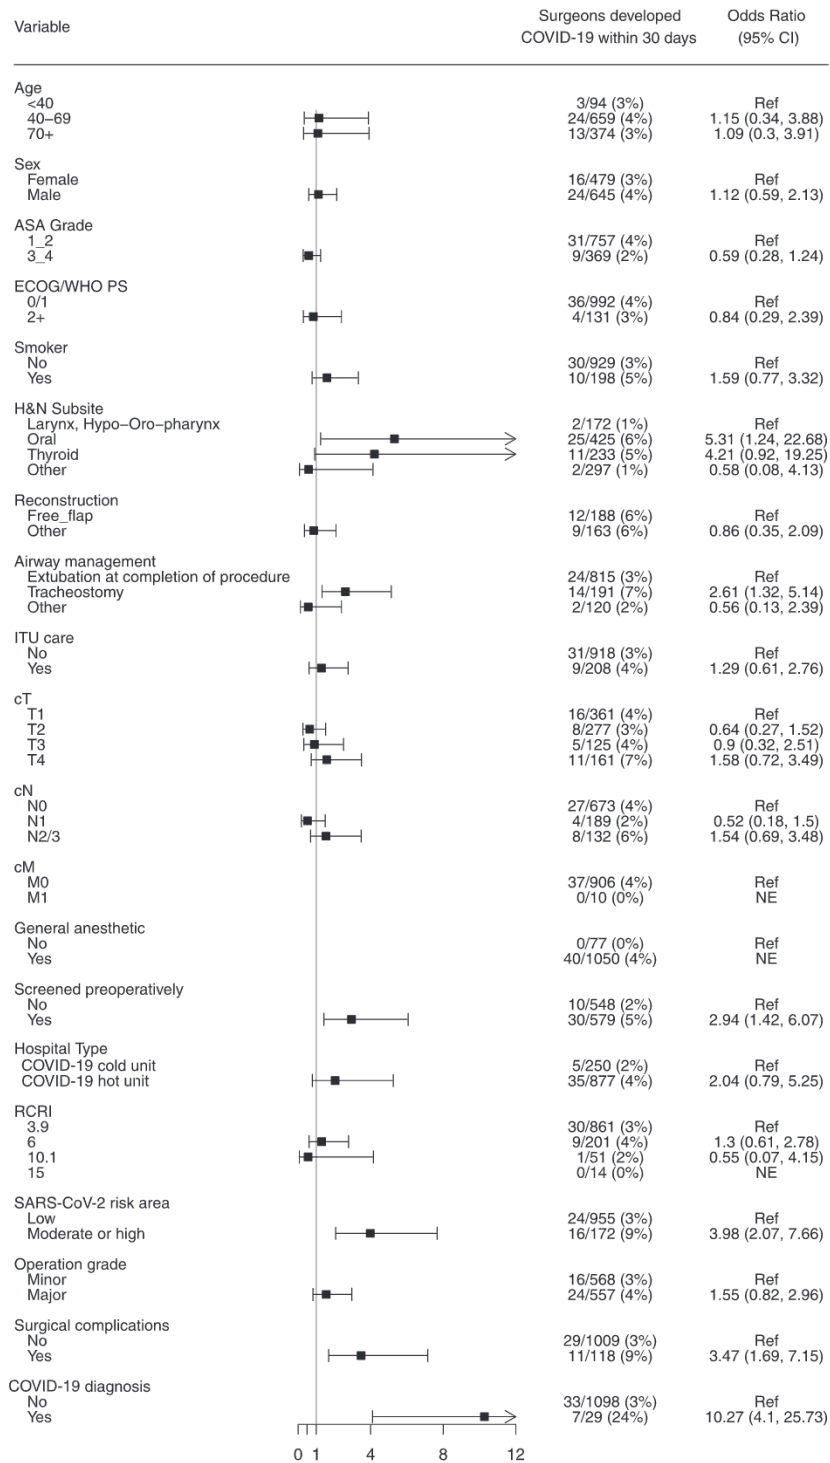 Variable
Surgeons developed COVID-19 within 30 days
Odds Ratio (95% CI)
Age
<40 3/94 (3%) Ref
40–69 24/659 (4%) 1.15 (0.34, 3.88)
70+ 13/374 (3%) 1.09 (0.3, 3.91)
Sex
Female 16/479 (3%) Ref
Male 24/645 (4%) 1.12 (0.59, 2.13)
ASA Grade
1_2 31/757 (4%) Ref
3_4 9/369 (2%) 0.59 (0.28, 1.24)
ECOG/WHO PS
0/1 36/992 (4%) Ref
2+ 4/131 (3%) 0.84 (0.29, 2.39)
Smoker
No 30/929 (3%) Ref
Yes 10/198 (5%) 1.59 (0.77, 3.32)
H&N Subsite
Larynx, Hypo–Oro–pharynx 2/172 (1%) Ref
Oral 25/425 (6%) 5.31 (1.24, 22.68)
Thyroid 11/233 (5%) 4.21 (0.92, 19.25)
Other 2/297 (1%) 0.58 (0.08, 4.13)
Reconstruction
Free_flap 12/188 (6%) Ref
Other 9/163 (6%) 0.86 (0.35, 2.09)
Airway management
Extubation at completion of procedure 24/815 (3%) Ref
Tracheostomy 14/191 (7%) 2.61 (1.32, 5.14)
Other 2/120 (2%) 0.56 (0.13, 2.39)
ITU care
No 31/918 (3%) Ref
Yes 9/208 (4%) 1.29 (0.61, 2.76)
cT
T1 16/361 (4%) Ref
T2 8/277 (3%) 0.64 (0.27, 1.52)
T3 5/125 (4%) 0.9 (0.32, 2.51)
T4 11/161 (7%) 1.58 (0.72, 3.49)
cN
N0 27/673 (4%) Ref
N1 4/189 (2%) 0.52 (0.18, 1.5)
N2/3 8/132 (6%) 1.54 (0.69, 3.48)
cM
M0 37/906 (4%) Ref
M1 0/10 (0%) NE
General anesthetic
No 0/77 (0%) Ref
Yes 40/1050 (4%) NE
Screened preoperatively
No 10/548 (2%) Ref
Yes 30/579 (5%) 2.94 (1.42, 6.07)
Hospital Type
COVID-19 cold unit 5/250 (2%) Ref
COVID-19 hot unit 35/877 (4%) 2.04 (0.79, 5.25)
RCRI
3.9 30/861 (3%) Ref
6 9/201 (4%) 1.3 (0.61, 2.78)
10.1 1/51 (2%) 0.55 (0.07, 4.15)
15 0/14 (0%) NE
SARS-CoV-2 risk area
Low 24/955 (3%) Ref
Moderate or high 16/172 (9%) 3.98 (2.07, 7.66)
Operation grade
Minor 16/568 (3%) Ref
Major 24/557 (4%) 1.55 (0.82, 2.96)
Surgical complications
No 29/1009 (3%) Ref
Yes 11/118 (9%) 3.47 (1.69, 7.15)
COVID-19 diagnosis
No 33/1098 (3%) Ref
Yes 7/29 (24%) 10.27 (4.1, 25.73)
0 1 4 8 12